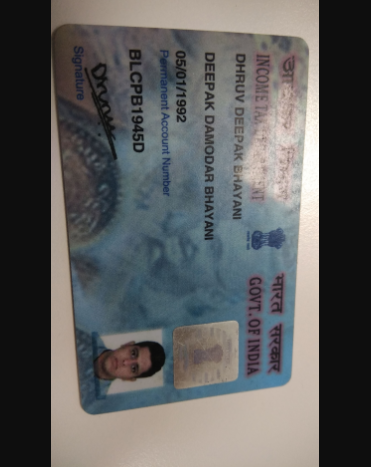 आयकर विभाग
INCOME TAX DEPARTMENT
भारत सरकार
GOVT. OF INDIA
DHRUV DEEPAK BHAYANI
DEEPAK DAMODAR BHAYANI
05/01/1992
Permanent Account Number
BLCPB1945D
Signature